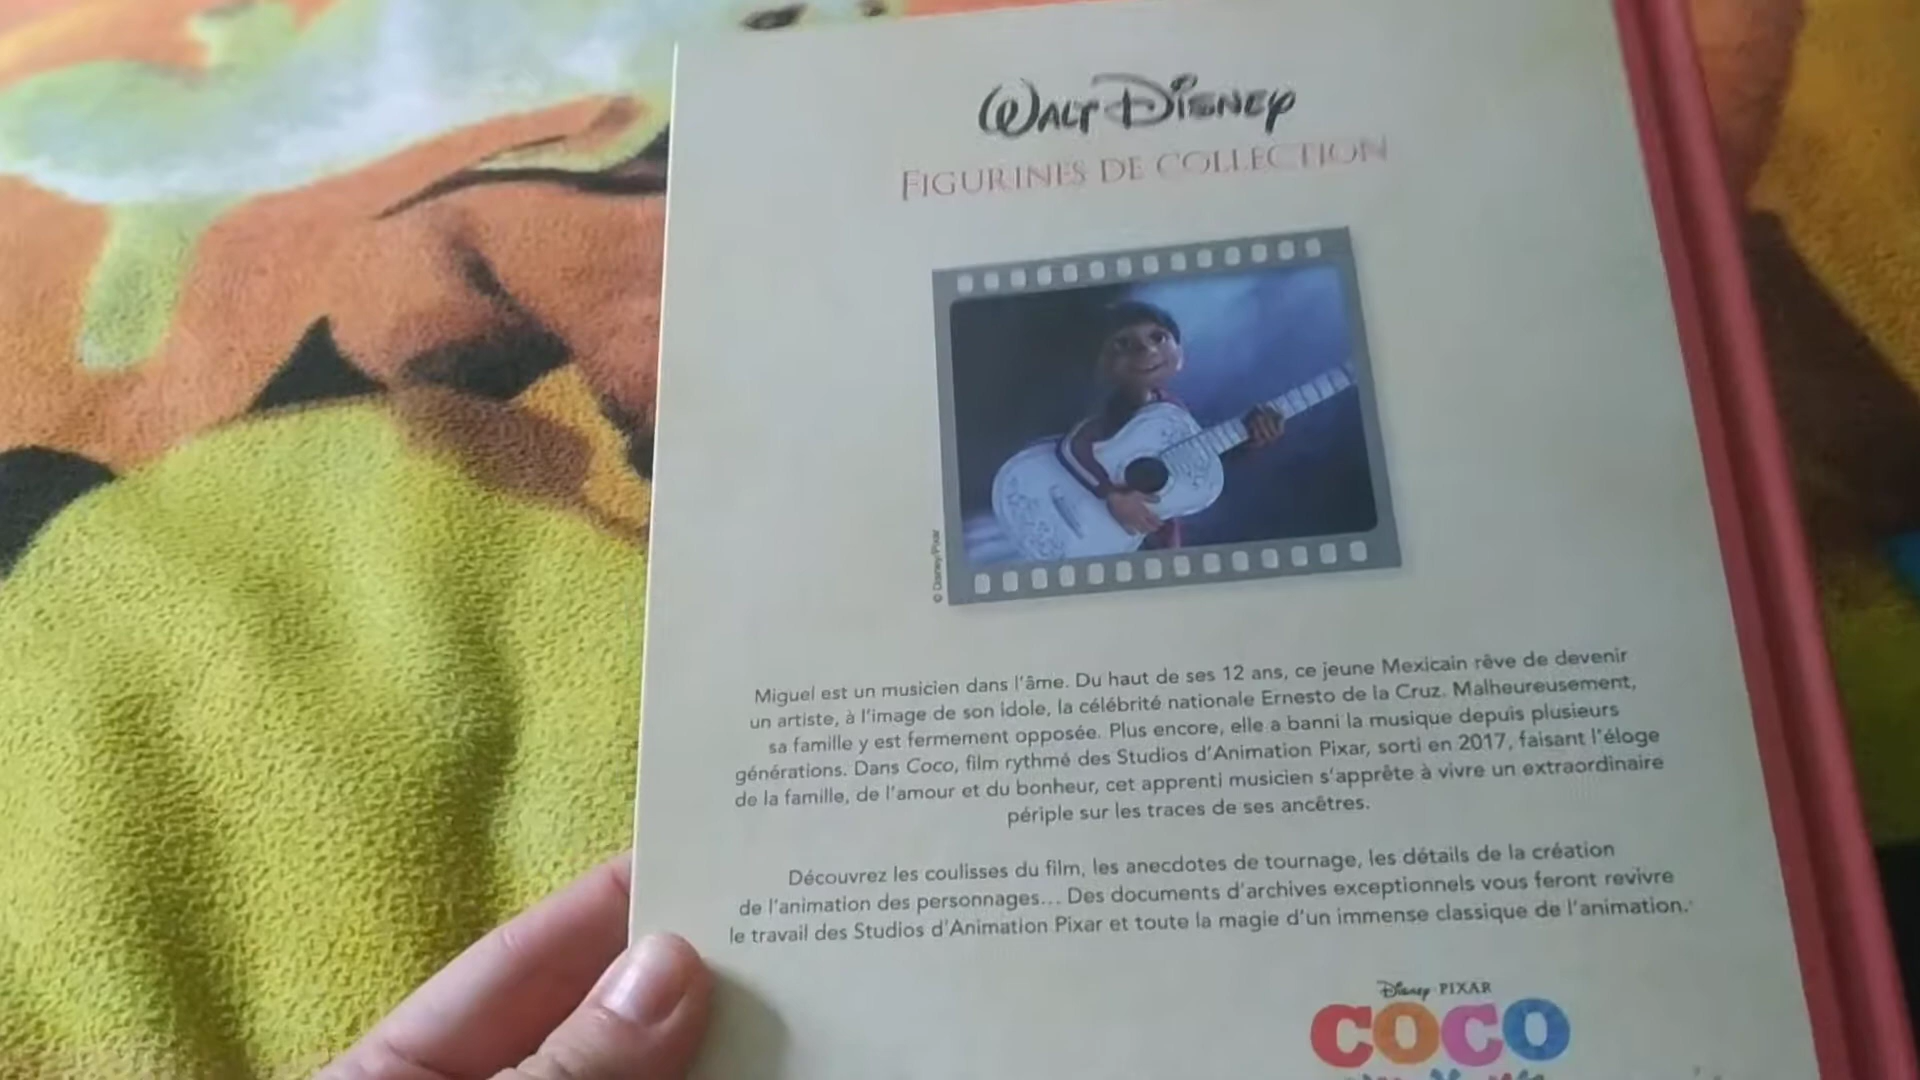 WALT DISNEY
FIGURINES DE COLLECTION
© Disney/Pixar
Miguel est un musicien dans l'âme. Du haut de ses 12 ans, ce jeune Mexicain rêve de devenir
un artiste, à l'image de son idole, la célébrité nationale Ernesto de la Cruz. Malheureusement,
sa famille y est fermement opposée. Plus encore, elle a banni la musique depuis plusieurs
générations. Dans Coco, film rythmé des Studios d'Animation Pixar, sorti en 2017, faisant l'éloge
de la famille, de l'amour et du bonheur, cet apprenti musicien s'apprête à vivre un extraordinaire
périple sur les traces de ses ancêtres.
Découvrez les coulisses du film, les anecdotes de tournage, les détails de la création
de l'animation des personnages... Des documents d'archives exceptionnels vous feront revivre
le travail des Studios d'Animation Pixar et toute la magie d'un immense classique de l'animation.
Disney PIXAR
COCO